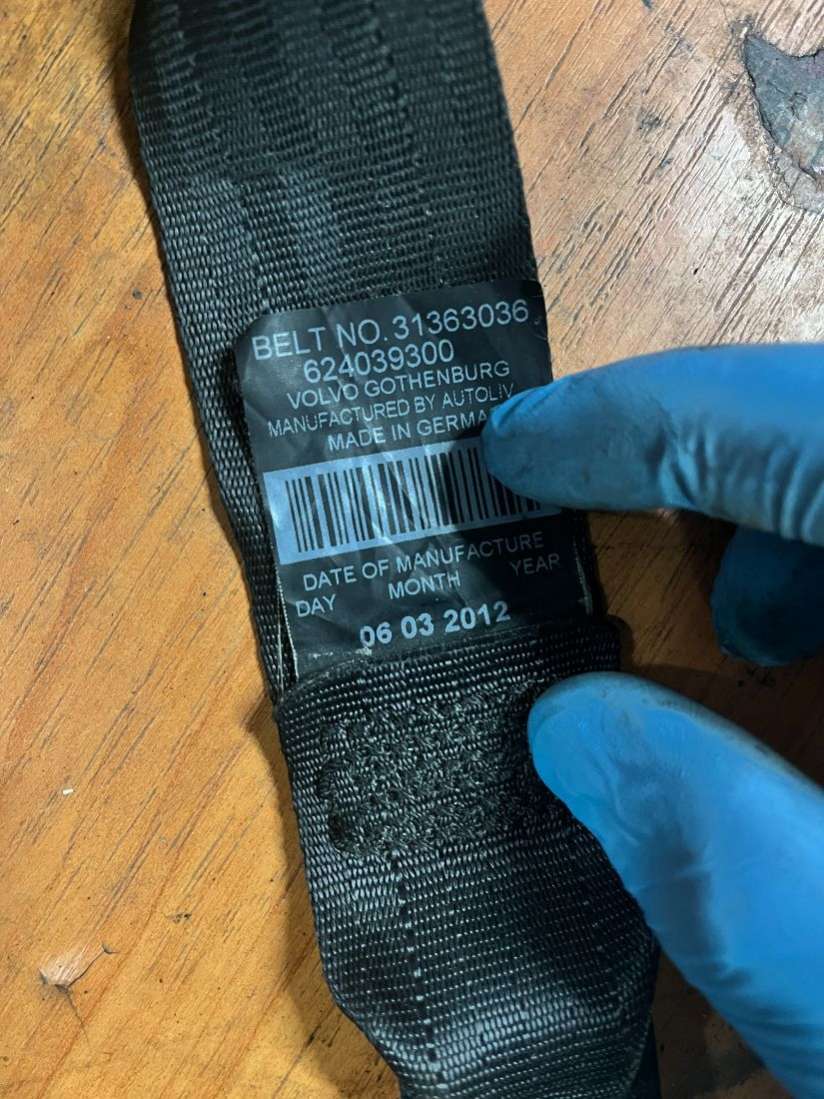 BELT NO. 31363036
624039300
VOLVO GOTHENBURG
MANUFACTURED BY AUTOLIV
MADE IN
DATE OF MANUFACTURE
DAY MONTH YEAR
06 03 2012